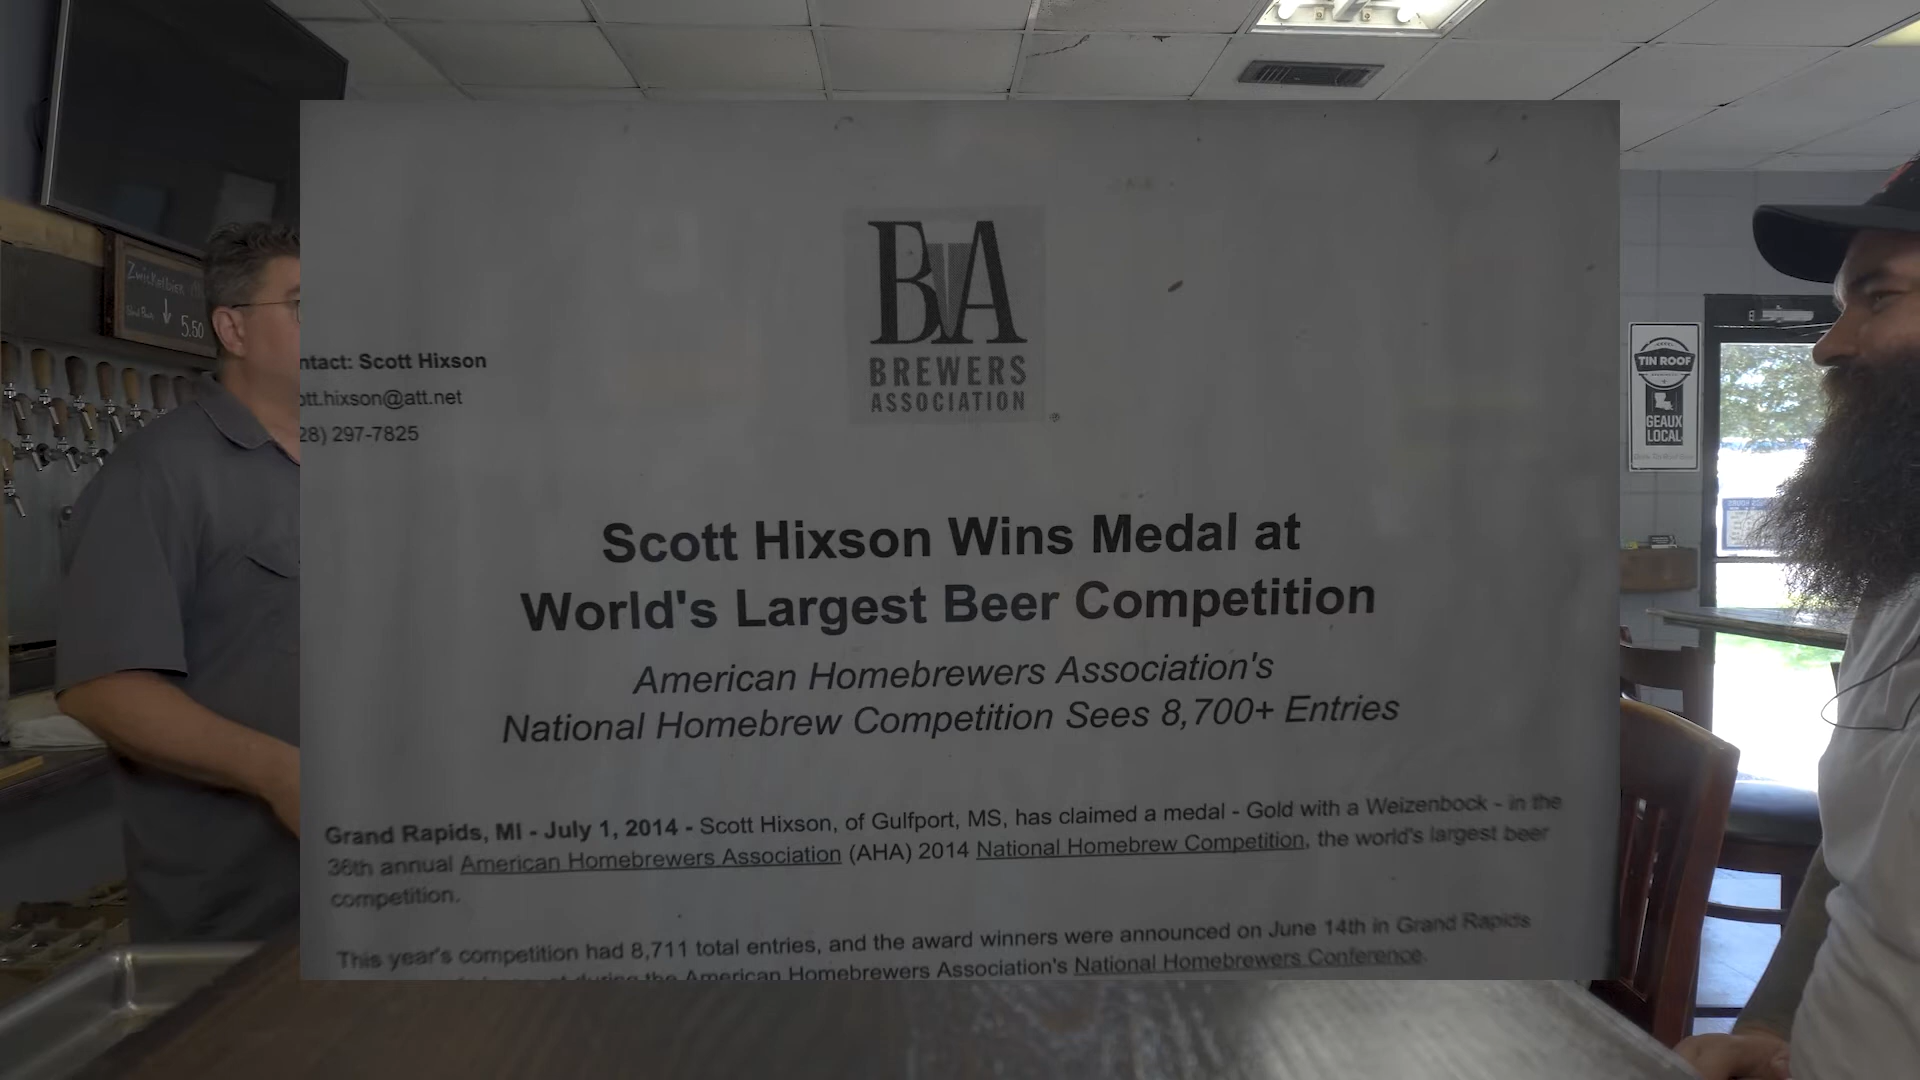 Zwickelbier
5.50
ntact: Scott Hixson
ott.hixson@att.net
28) 297-7825
BA
BREWERS
ASSOCIATION
®
TIN ROOF
GEAUX
LOCAL
Scott Hixson Wins Medal at
World's Largest Beer Competition
American Homebrewers Association's
National Homebrew Competition Sees 8,700+ Entries
Grand Rapids, MI - July 1, 2014 - Scott Hixson, of Gulfport, MS, has claimed a medal - Gold with a Weizenbock - in the
36th annual American Homebrewers Association (AHA) 2014 National Homebrew Competition, the world's largest beer
competition.
This year's competition had 8,711 total entries, and the award winners were announced on June 14th in Grand Rapids
during the American Homebrewers Association's National Homebrewers Conference.